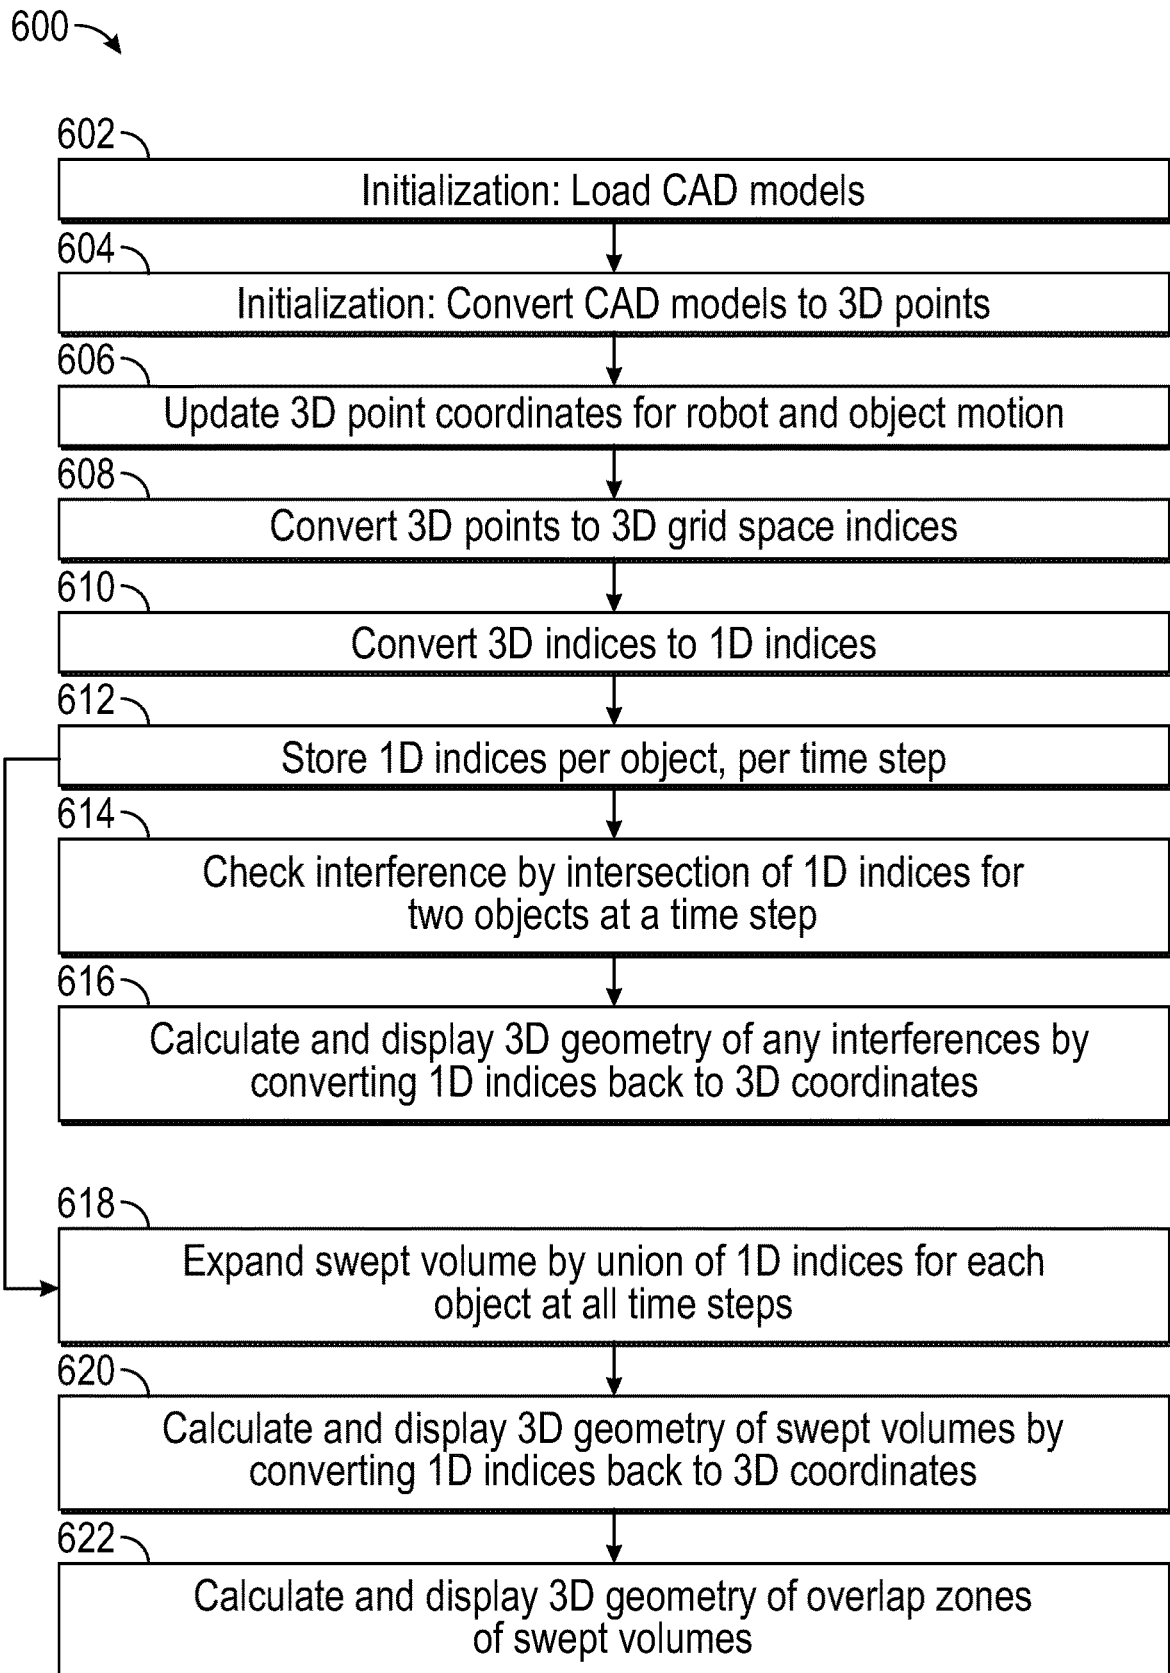 600
602
Initialization: Load CAD models
604
Initialization: Convert CAD models to 3D points
606
Update 3D point coordinates for robot and object motion
608
Convert 3D points to 3D grid space indices
610
Convert 3D indices to 1D indices
612
Store 1D indices per object, per time step
614
Check interference by intersection of 1D indices for
two objects at a time step
616
Calculate and display 3D geometry of any interferences by
converting 1D indices back to 3D coordinates
618
Expand swept volume by union of 1D indices for each
object at all time steps
620
Calculate and display 3D geometry of swept volumes by
converting 1D indices back to 3D coordinates
622
Calculate and display 3D geometry of overlap zones
of swept volumes